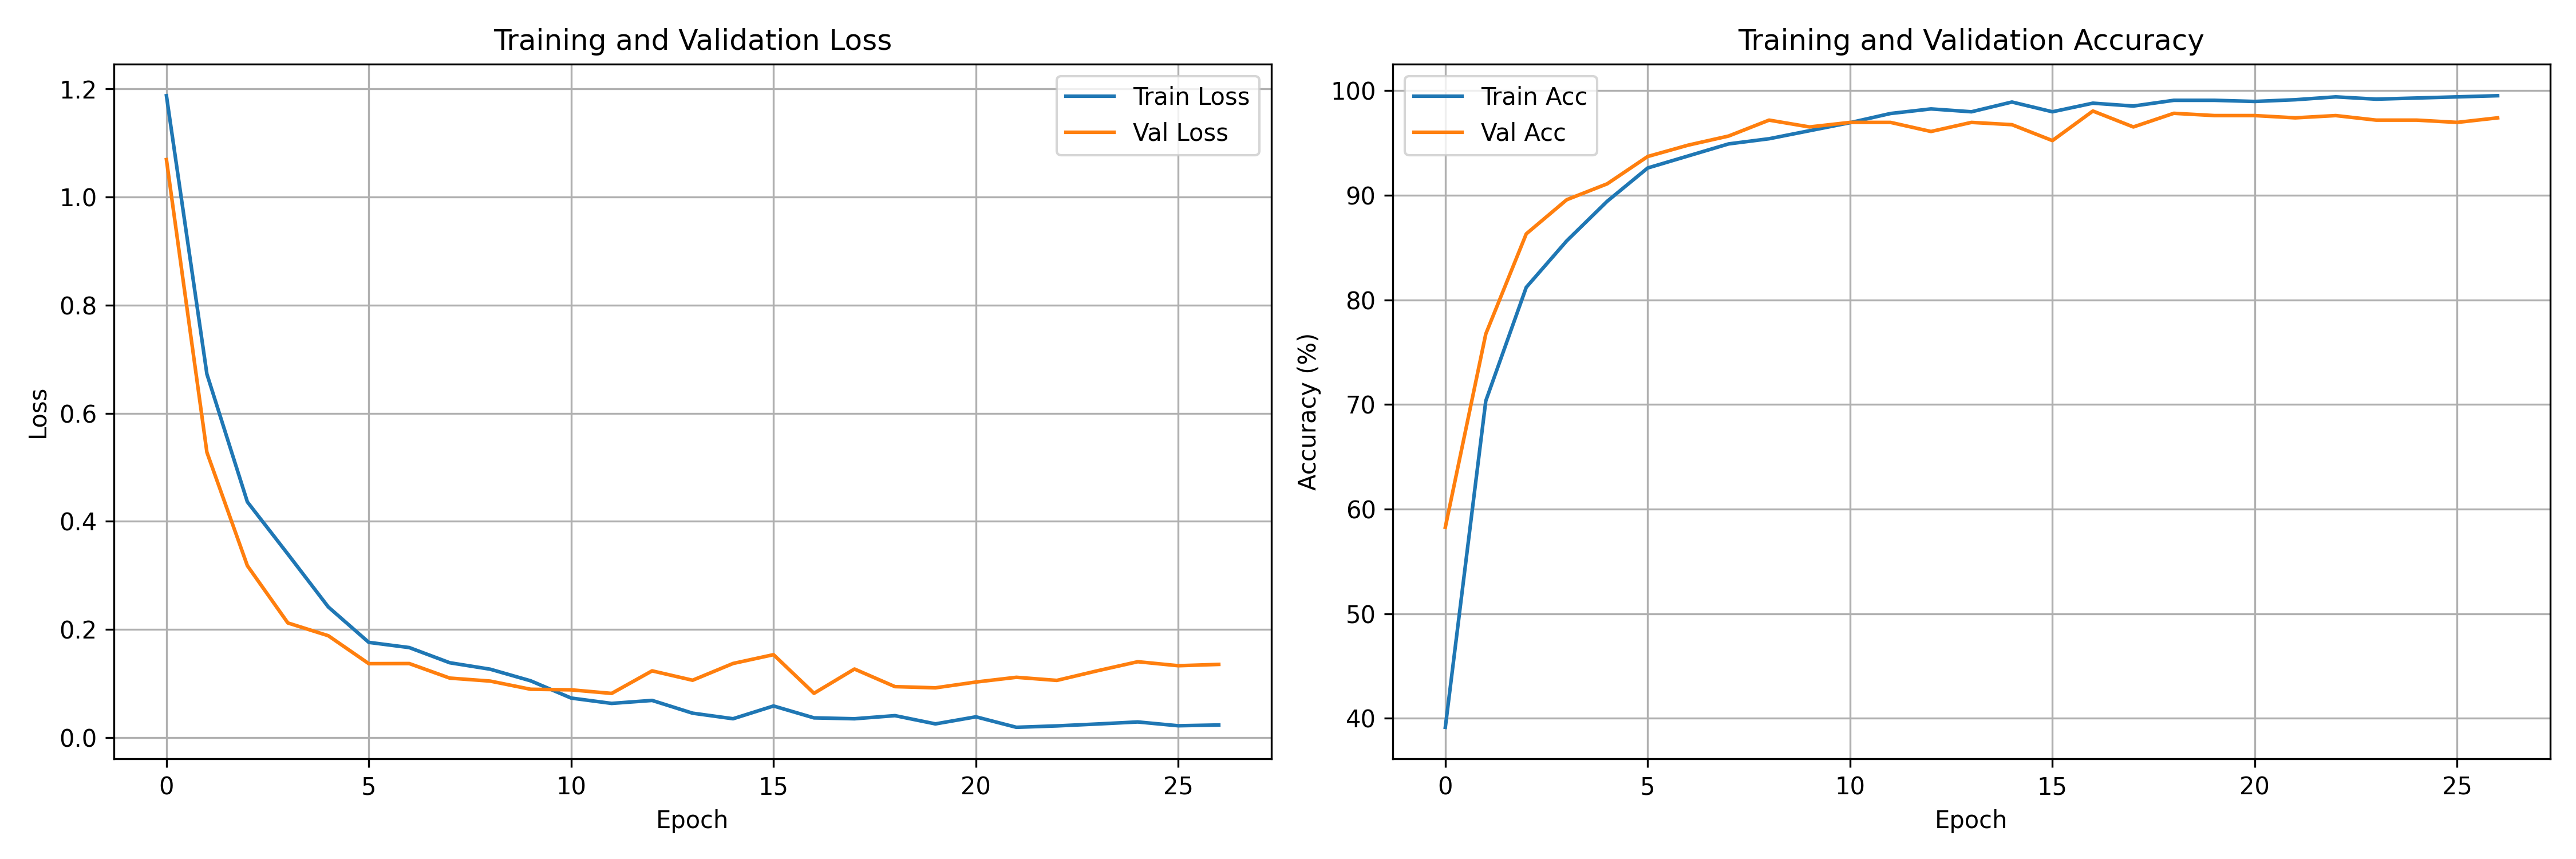 Training and Validation Loss
Train Loss
Val Loss
1.2
1.0
0.8
0.6
0.4
0.2
0.0
Loss
0 5 10 15 20 25
Epoch
Training and Validation Accuracy
Train Acc
Val Acc
100
90
80
70
60
50
40
Accuracy (%)
0 5 10 15 20 25
Epoch